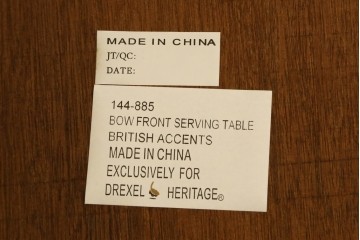 MADE IN CHINA
JT/QC:
DATE:
144-885
BOW FRONT SERVING TABLE
BRITISH ACCENTS
MADE IN CHINA
EXCLUSIVELY FOR
DREXEL HERITAGE®